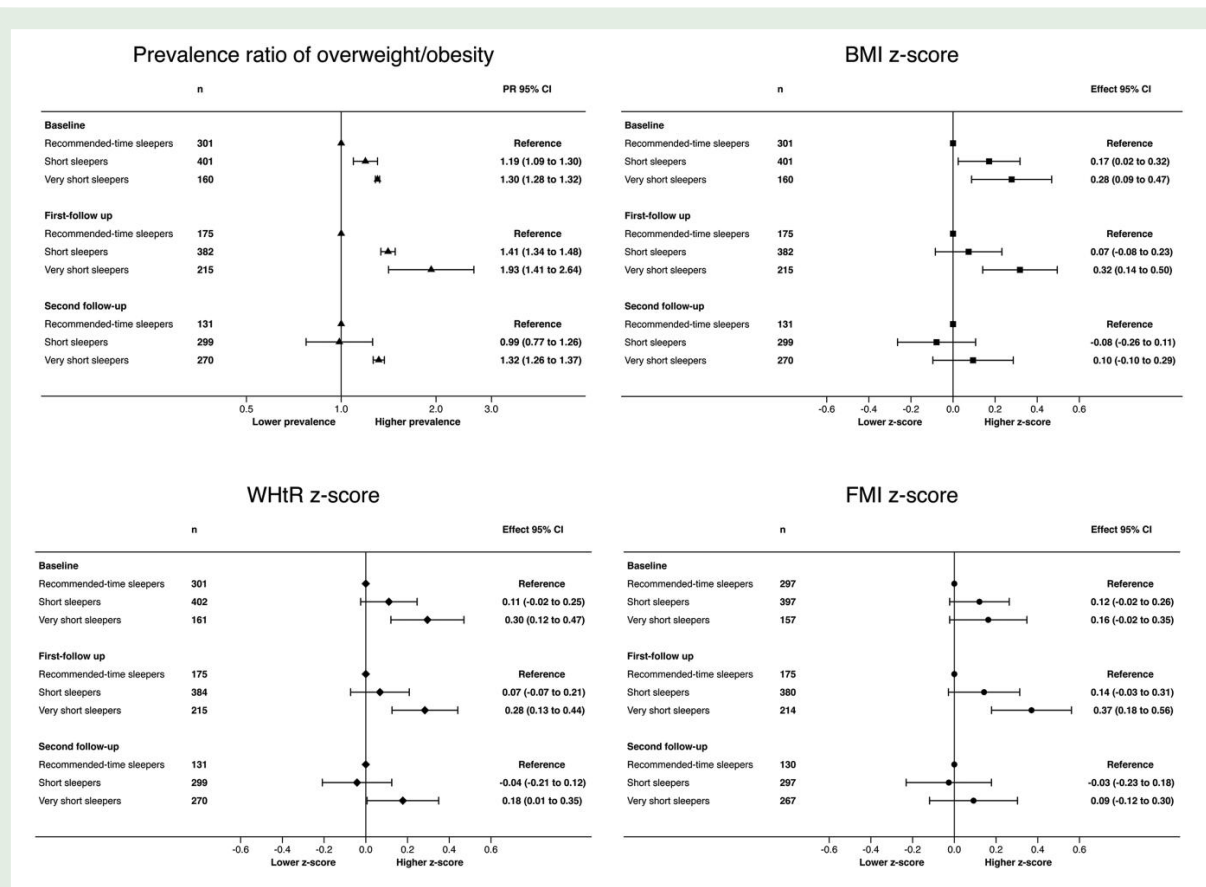 Prevalence ratio of overweight/obesity
n PR 95% CI
Baseline
Recommended-time sleepers 301 Reference
Short sleepers 401 1.19 (1.09 to 1.30)
Very short sleepers 160 1.30 (1.28 to 1.32)
First-follow up
Recommended-time sleepers 175 Reference
Short sleepers 382 1.41 (1.34 to 1.48)
Very short sleepers 215 1.93 (1.41 to 2.64)
Second follow-up
Recommended-time sleepers 131 Reference
Short sleepers 299 0.99 (0.77 to 1.26)
Very short sleepers 270 1.32 (1.26 to 1.37)
0.5 1.0 2.0 3.0
Lower prevalence Higher prevalence
BMI z-score
n Effect 95% CI
Baseline
Recommended-time sleepers 301 Reference
Short sleepers 401 0.17 (0.02 to 0.32)
Very short sleepers 160 0.28 (0.09 to 0.47)
First-follow up
Recommended-time sleepers 175 Reference
Short sleepers 382 0.07 (-0.08 to 0.23)
Very short sleepers 215 0.32 (0.14 to 0.50)
Second follow-up
Recommended-time sleepers 131 Reference
Short sleepers 299 -0.08 (-0.26 to 0.11)
Very short sleepers 270 0.10 (-0.10 to 0.29)
-0.6 -0.4 -0.2 0.0 0.2 0.4 0.6
Lower z-score Higher z-score
WHtR z-score
n Effect 95% CI
Baseline
Recommended-time sleepers 301 Reference
Short sleepers 402 0.11 (-0.02 to 0.25)
Very short sleepers 161 0.30 (0.12 to 0.47)
First-follow up
Recommended-time sleepers 175 Reference
Short sleepers 384 0.07 (-0.07 to 0.21)
Very short sleepers 215 0.28 (0.13 to 0.44)
Second follow-up
Recommended-time sleepers 131 Reference
Short sleepers 299 -0.04 (-0.21 to 0.12)
Very short sleepers 270 0.18 (0.01 to 0.35)
-0.6 -0.4 -0.2 0.0 0.2 0.4 0.6
Lower z-score Higher z-score
FMI z-score
n Effect 95% CI
Baseline
Recommended-time sleepers 297 Reference
Short sleepers 397 0.12 (-0.02 to 0.26)
Very short sleepers 157 0.16 (-0.02 to 0.35)
First-follow up
Recommended-time sleepers 175 Reference
Short sleepers 380 0.14 (-0.03 to 0.31)
Very short sleepers 214 0.37 (0.18 to 0.56)
Second follow-up
Recommended-time sleepers 130 Reference
Short sleepers 297 -0.03 (-0.23 to 0.18)
Very short sleepers 267 0.09 (-0.12 to 0.30)
-0.6 -0.4 -0.2 0.0 0.2 0.4 0.6
Lower z-score Higher z-score